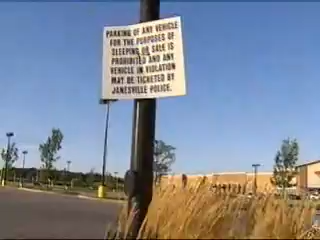 PARKING OF ANY VEHICLE
FOR THE PURPOSES OF
SLEEPING OR SALE IS
PROHIBITED AND ANY
VEHICLE IN VIOLATION
MAY BE TICKETED BY
JANESVILLE POLICE.